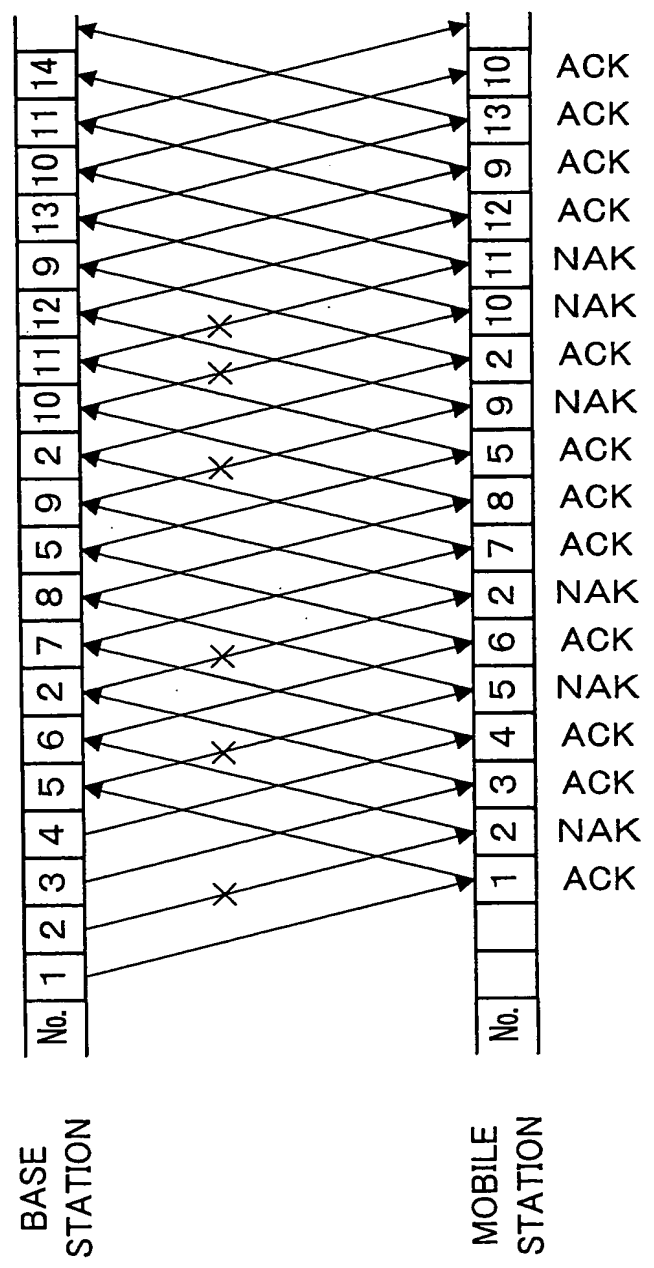 BASE
STATION
No. 1 2 3 4 5 6 2 7 8 5 9 2 10 11 12 9 13 10 11 14
MOBILE
STATION
No. 1 2 3 4 5 6 2 7 8 5 9 2 10 11 12 9 13 10
ACK
ACK
ACK
ACK
NAK
NAK
ACK
NAK
ACK
ACK
ACK
NAK
ACK
NAK
ACK
ACK
NAK
ACK